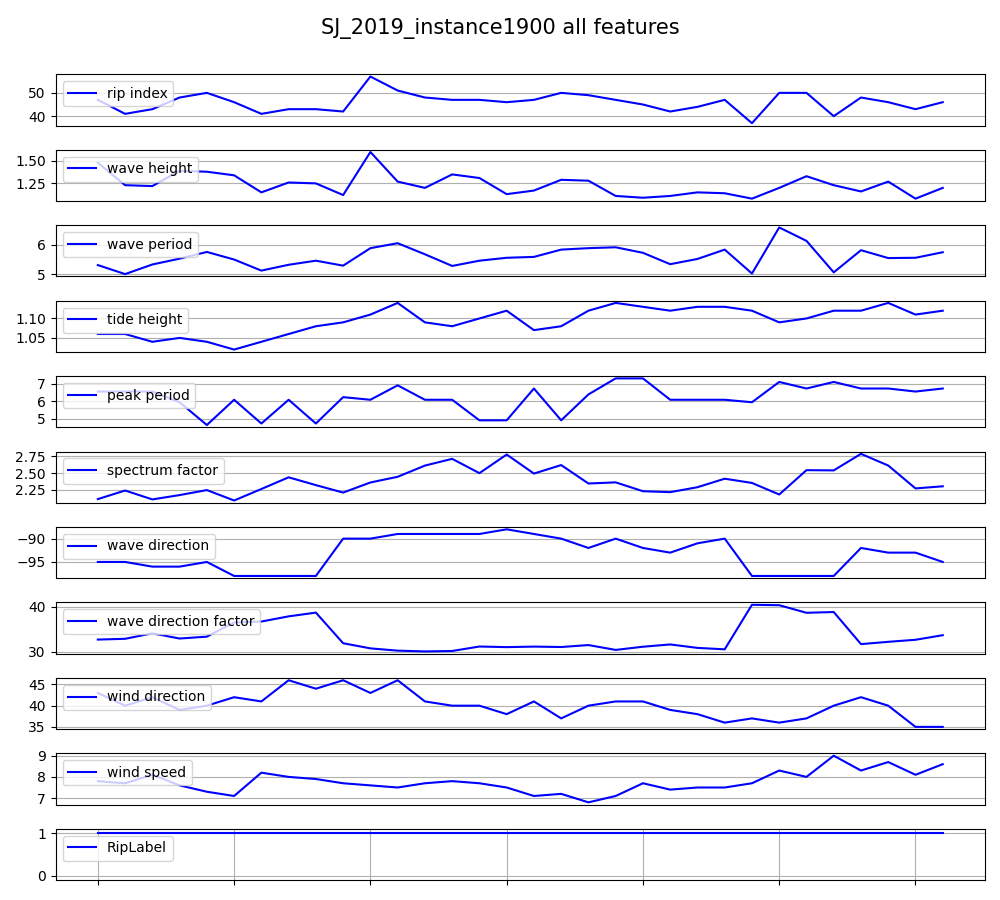 SJ_2019_instance1900 all features
50
40
rip index
1.50
1.25
wave height
6
5
wave period
1.10
1.05
tide height
7
6
5
peak period
2.75
2.50
2.25
spectrum factor
−90
−95
wave direction
40
30
wave direction factor
45
40
35
wind direction
9
8
7
wind speed
1
0
RipLabel